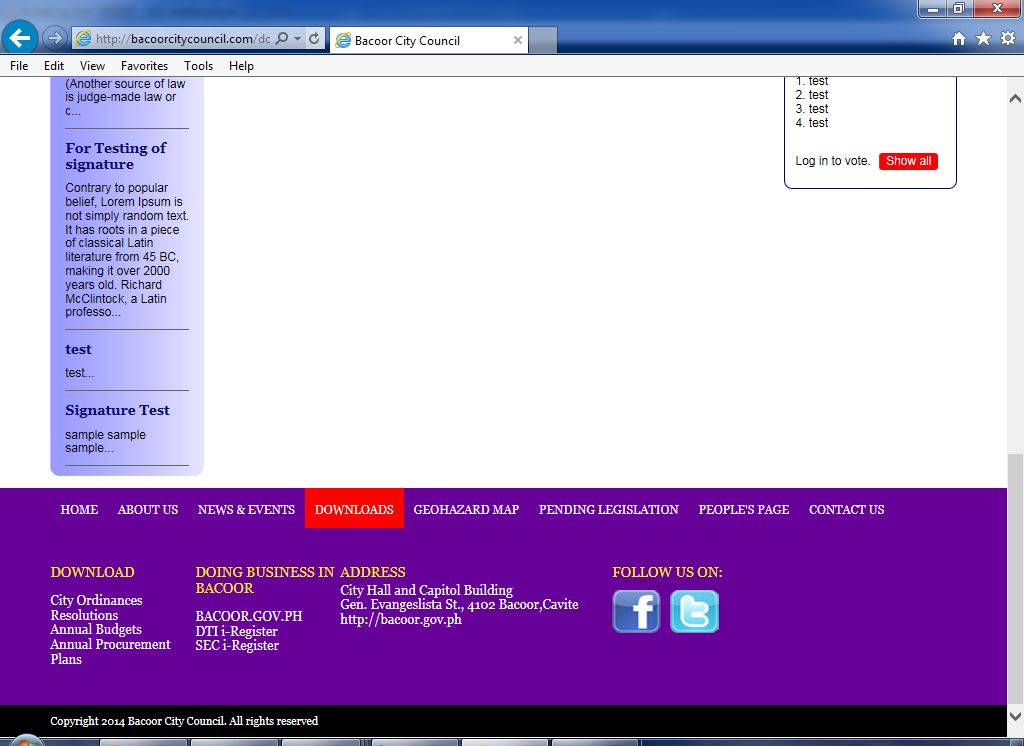 http://bacoorcitycouncil.com/dc
Bacoor City Council
File Edit View Favorites Tools Help
(Another source of law
is judge-made law or
c...
For Testing of
signature
Contrary to popular
belief, Lorem Ipsum is
not simply random text.
It has roots in a piece
of classical Latin
literature from 45 BC,
making it over 2000
years old. Richard
McClintock, a Latin
professo...
test
test...
Signature Test
sample sample
sample...
1. test
2. test
3. test
4. test
Log in to vote. Show all
HOME ABOUT US NEWS & EVENTS DOWNLOADS GEOHAZARD MAP PENDING LEGISLATION PEOPLE'S PAGE CONTACT US
DOWNLOAD
City Ordinances
Resolutions
Annual Budgets
Annual Procurement
Plans
DOING BUSINESS IN
BACOOR
BACOOR.GOV.PH
DTI i-Register
SEC i-Register
ADDRESS
City Hall and Capitol Building
Gen. Evangeslista St., 4102 Bacoor,Cavite
http://bacoor.gov.ph
FOLLOW US ON:
f t
Copyright 2014 Bacoor City Council. All rights reserved